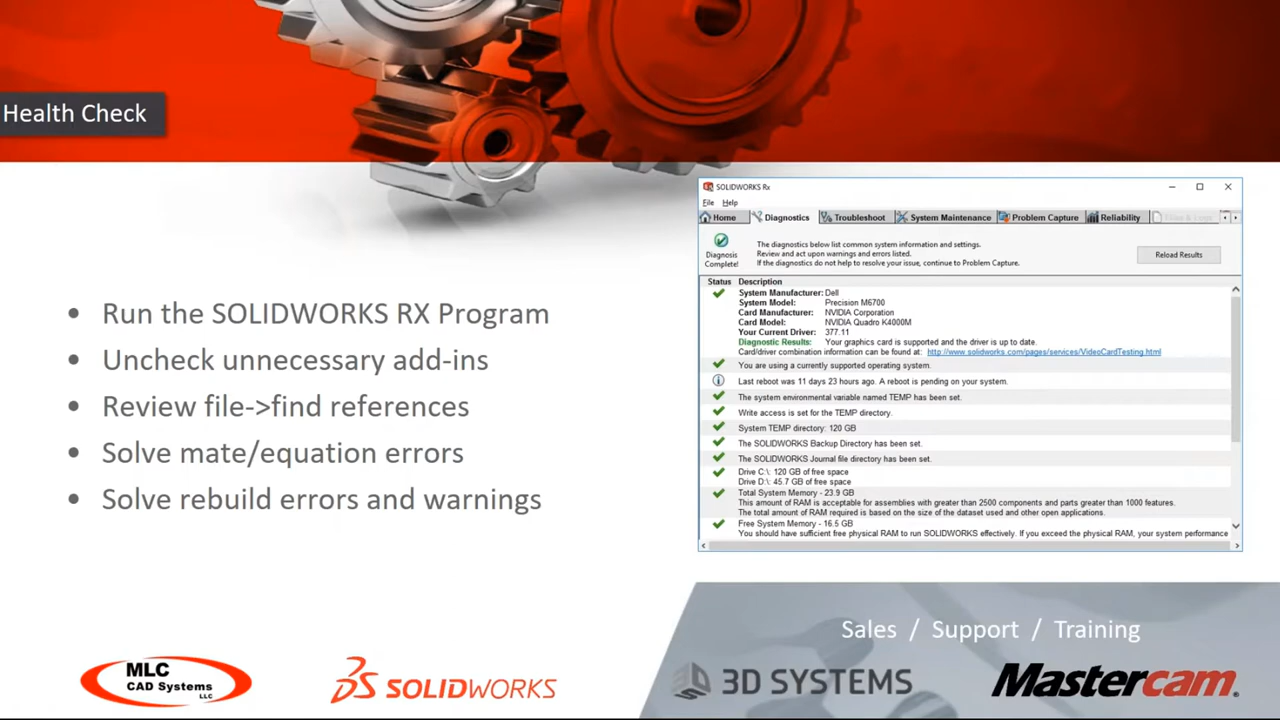 Health Check
SOLIDWORKS Rx
File Help
Home Diagnostics Troubleshoot System Maintenance Problem Capture Reliability
Diagnosis
Complete!
The diagnostics below list common system information and settings.
Review and act upon warnings and errors listed.
If the diagnostics do not help to resolve your issue, continue to Problem Capture.
Reload Results
Status Description
System Manufacturer: Dell
System Model: Precision M6700
Card Manufacturer: NVIDIA Corporation
Card Model: NVIDIA Quadro K4000M
Your Current Driver: 377.11
Diagnostic Results: Your graphics card is supported and the driver is up to date.
Card/driver combination information can be found at: http://www.solidworks.com/pages/services/VideoCardTesting.html
You are using a currently supported operating system.
Last reboot was 11 days 23 hours ago. A reboot is pending on your system.
The system environmental variable named TEMP has been set.
Write access is set for the TEMP directory.
System TEMP directory: 120 GB
The SOLIDWORKS Backup Directory has been set.
The SOLIDWORKS Journal file directory has been set.
Drive C:\: 120 GB of free space
Drive D:\: 45.7 GB of free space
Total System Memory - 23.9 GB
This amount of RAM is acceptable for assemblies with greater than 2500 components and parts greater than 1000 features.
The total amount of RAM required is based on the size of the dataset used and other open applications.
Free System Memory - 16.5 GB
You should have sufficient free physical RAM to run SOLIDWORKS effectively. If you exceed the physical RAM, your system performance
• Run the SOLIDWORKS RX Program
• Uncheck unnecessary add-ins
• Review file->find references
• Solve mate/equation errors
• Solve rebuild errors and warnings
Sales / Support / Training
MLC
CAD Systems
LLC
SOLIDWORKS
3D SYSTEMS
Mastercam.